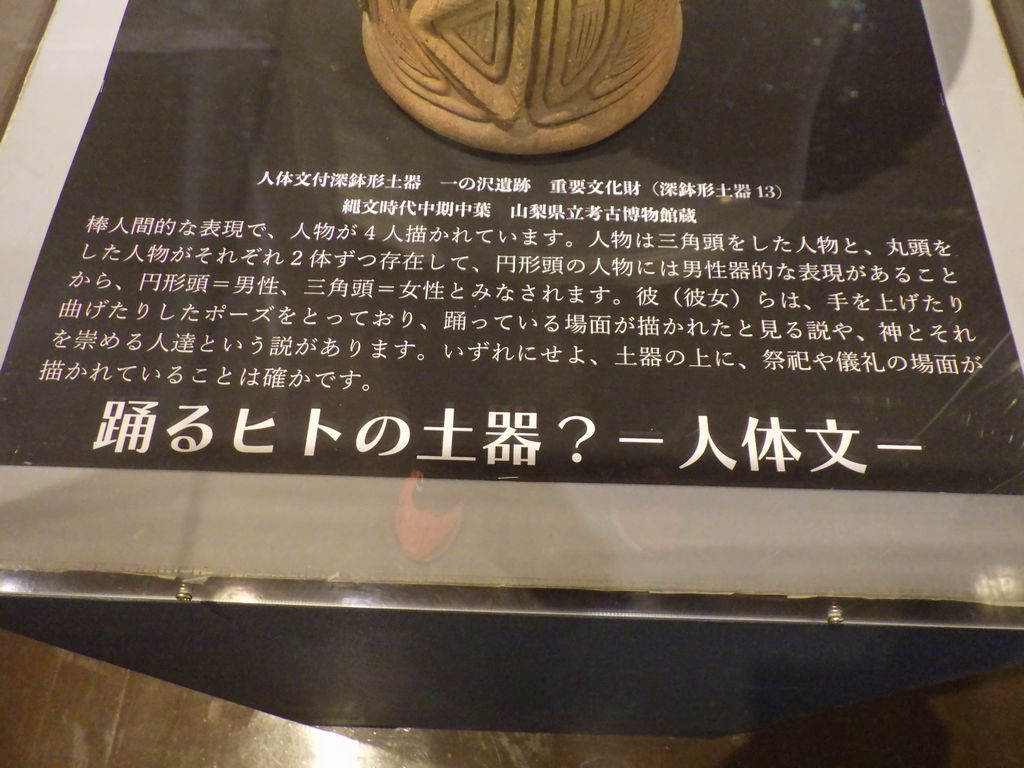 人体文付深鉢形土器　一の沢遺跡　重要文化財（深鉢形土器 13）
縄文時代中期中葉　山梨県立考古博物館蔵
棒人間的な表現で、人物が４人描かれています。人物は三角頭をした人物と、丸頭を
した人物がそれぞれ２体ずつ存在して、円形頭の人物には男性器的な表現があること
から、円形頭＝男性、三角頭＝女性とみなされます。彼（彼女）らは、手を上げたり
曲げたりしたポーズをとっており、踊っている場面が描かれたと見る説や、神とそれ
を崇める人達という説があります。いずれにせよ、土器の上に、祭祀や儀礼の場面が
描かれていることは確かです。
踊るヒトの土器？－人体文－